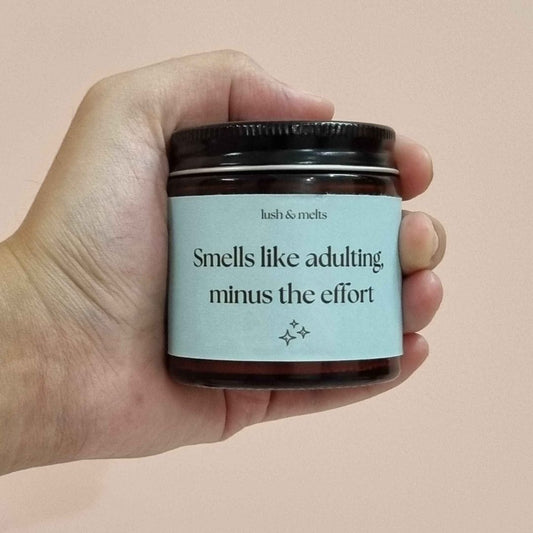 lush & melts
Smells like adulting,
minus the effort